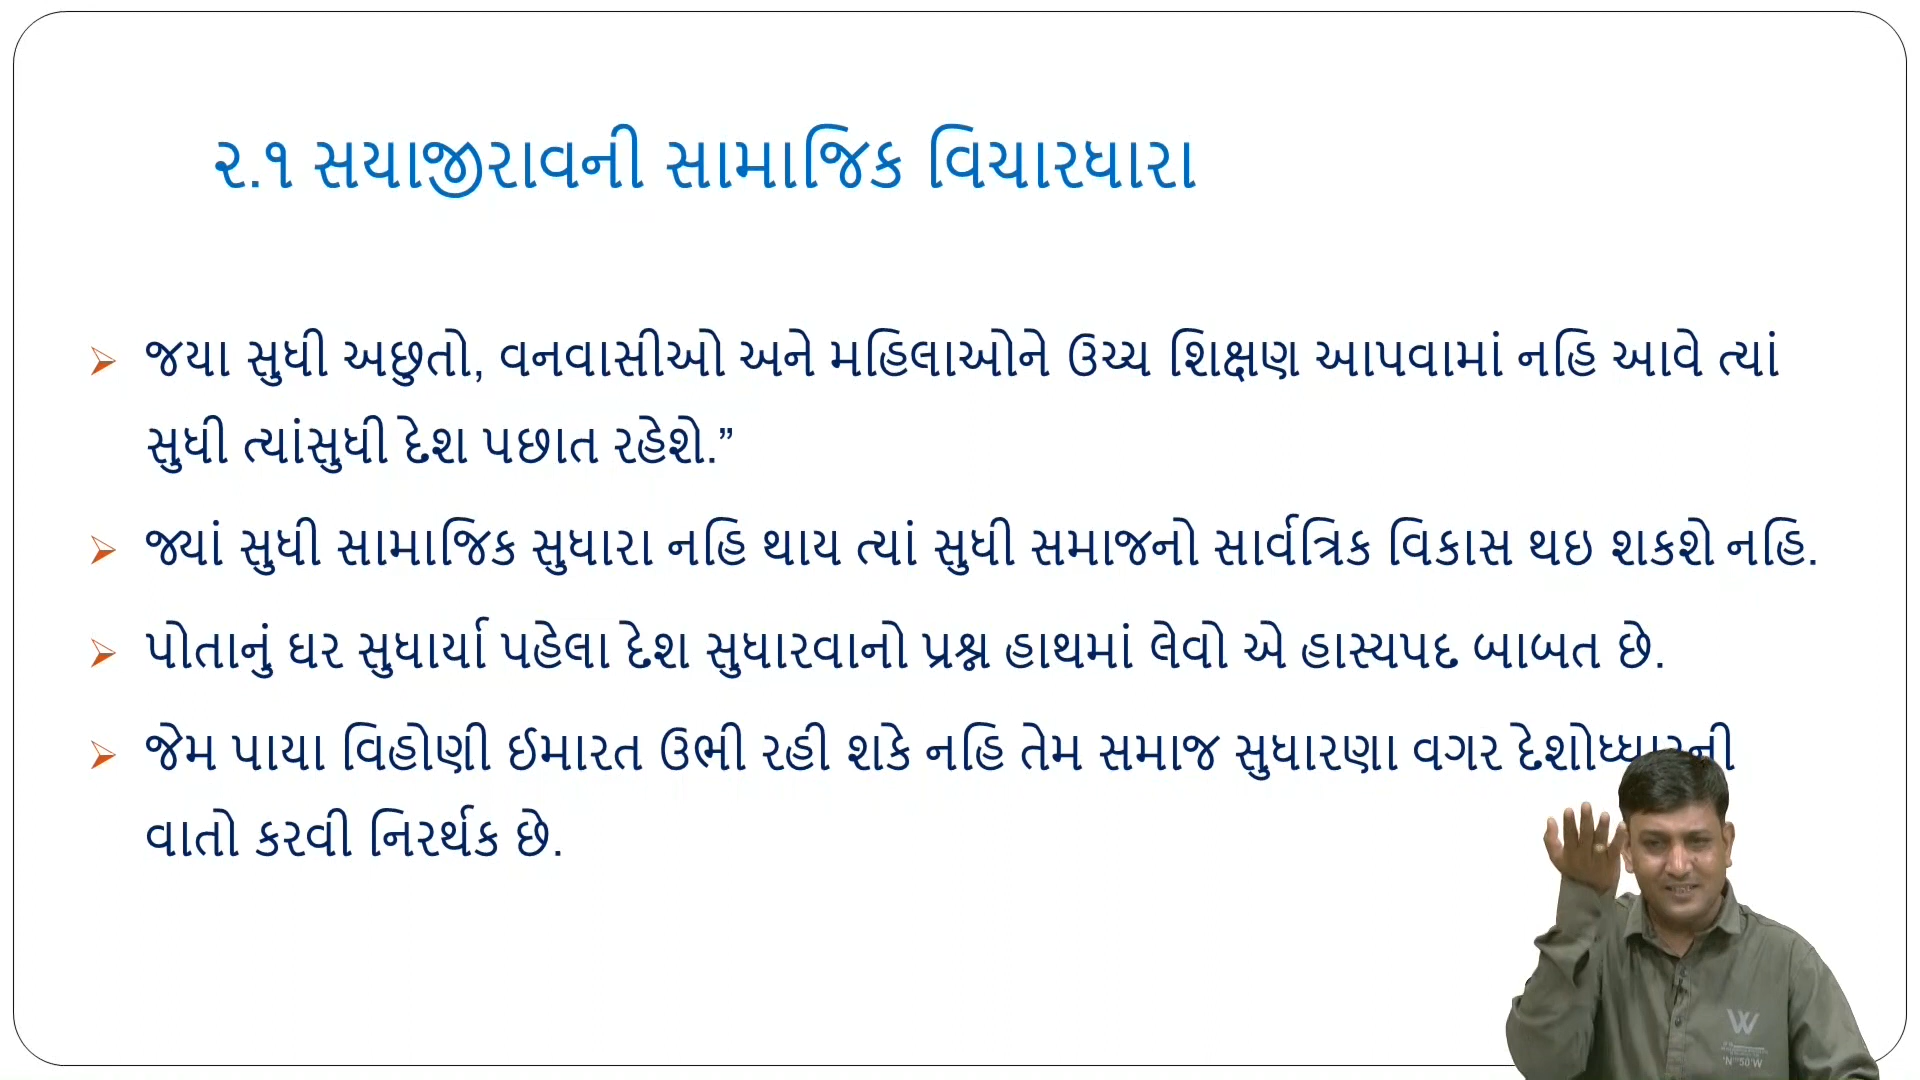 ૨.૧ સયાજીરાવની સામાજિક વિચારધારા
જયા સુધી અછુતો, વનવાસીઓ અને મહિલાઓને ઉચ્ચ શિક્ષણ આપવામાં નહિ આવે ત્યાં
સુધી ત્યાંસુધી દેશ પછાત રહેશે.”
જ્યાં સુધી સામાજિક સુધારા નહિ થાય ત્યાં સુધી સમાજનો સાર્વત્રિક વિકાસ થઇ શકશે નહિ.
પોતાનું ઘર સુધાર્યા પહેલા દેશ સુધારવાનો પ્રશ્ન હાથમાં લેવો એ હાસ્યપદ બાબત છે.
જેમ પાયા વિહોણી ઈમારત ઉભી રહી શકે નહિ તેમ સમાજ સુધારણા વગર દેશોધ્ધારની
વાતો કરવી નિરર્થક છે.
W
'N°50'W